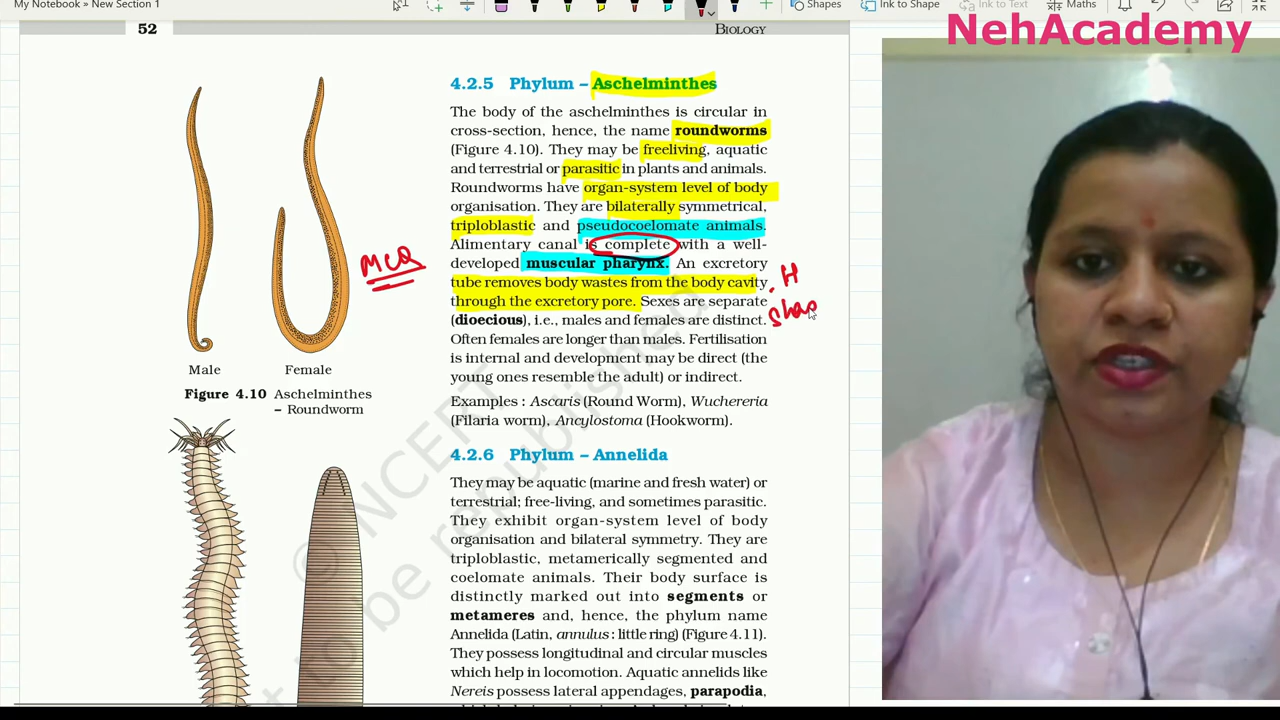 My Notebook » New Section 1
Shapes
Ink to Shape
Ink to Text
Maths
NehAcademy
52
BIOLOGY
4.2.5 Phylum – Aschelminthes
The body of the aschelminthes is circular in
cross-section, hence, the name roundworms
(Figure 4.10). They may be freeliving, aquatic
and terrestrial or parasitic in plants and animals.
Roundworms have organ-system level of body
organisation. They are bilaterally symmetrical,
triploblastic and pseudocoelomate animals.
Alimentary canal is complete with a well-
developed muscular pharynx. An excretory
tube removes body wastes from the body cavity
through the excretory pore. Sexes are separate
(dioecious), i.e., males and females are distinct.
Often females are longer than males. Fertilisation
is internal and development may be direct (the
young ones resemble the adult) or indirect.
Examples : Ascaris (Round Worm), Wuchereria
(Filaria worm), Ancylostoma (Hookworm).
MCQ
H
Shap
Male
Female
Figure 4.10 Aschelminthes
– Roundworm
4.2.6 Phylum – Annelida
They may be aquatic (marine and fresh water) or
terrestrial; free-living, and sometimes parasitic.
They exhibit organ-system level of body
organisation and bilateral symmetry. They are
triploblastic, metamerically segmented and
coelomate animals. Their body surface is
distinctly marked out into segments or
metameres and, hence, the phylum name
Annelida (Latin, annulus : little ring) (Figure 4.11).
They possess longitudinal and circular muscles
which help in locomotion. Aquatic annelids like
Nereis possess lateral appendages, parapodia,
© NCERT
t to be republished